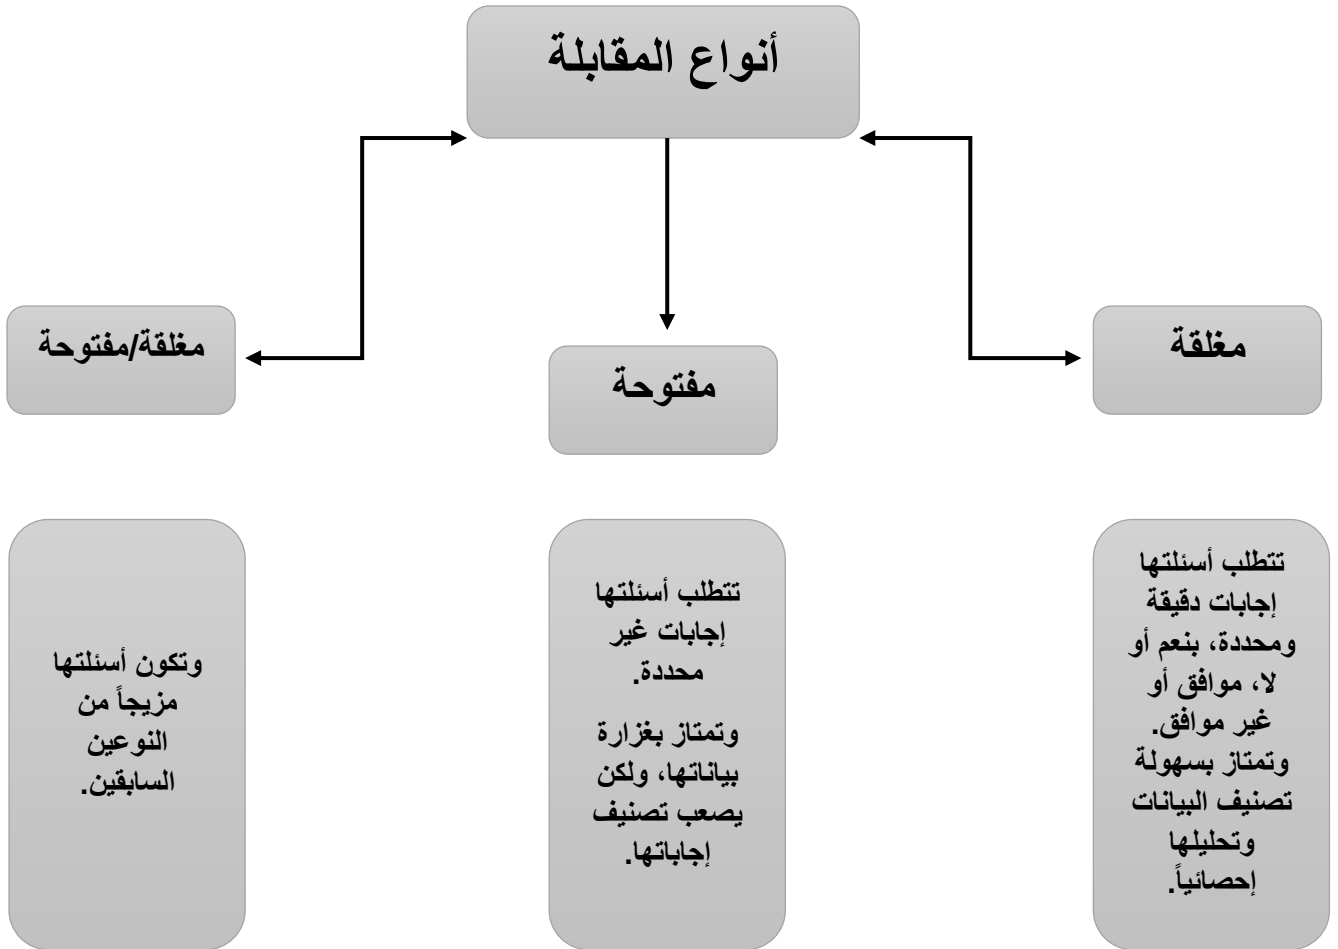 أنواع المقابلة
مغلقة
مفتوحة
مغلقة/مفتوحة
تتطلب أسئلتها
إجابات دقيقة
ومحددة، بنعم أو
لا، موافق أو
غير موافق.
وتمتاز بسهولة
تصنيف البيانات
وتحليلها
إحصائياً.
تتطلب أسئلتها
إجابات غير
محددة.
وتمتاز بغزارة
بياناتها، ولكن
يصعب تصنيف
إجاباتها.
وتكون أسئلتها
مزيجاً من
النوعين
السابقين.